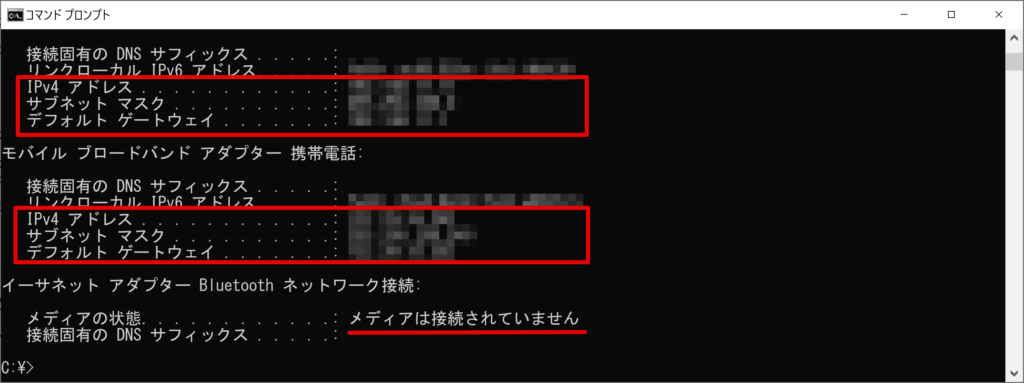 コマンド プロンプト
接続固有の DNS サフィックス . . . . . :
リンクローカル IPv6 アドレス . . . . . :
IPv4 アドレス . . . . . . . . . . . . :
サブネット マスク . . . . . . . . . . :
デフォルト ゲートウェイ . . . . . . . :
モバイル ブロードバンド アダプター 携帯電話:
接続固有の DNS サフィックス . . . . . :
リンクローカル IPv6 アドレス . . . . . :
IPv4 アドレス . . . . . . . . . . . . :
サブネット マスク . . . . . . . . . . :
デフォルト ゲートウェイ . . . . . . . :
イーサネット アダプター Bluetooth ネットワーク接続:
メディアの状態. . . . . . . . . . . . : メディアは接続されていません
接続固有の DNS サフィックス . . . . . :
C:¥>